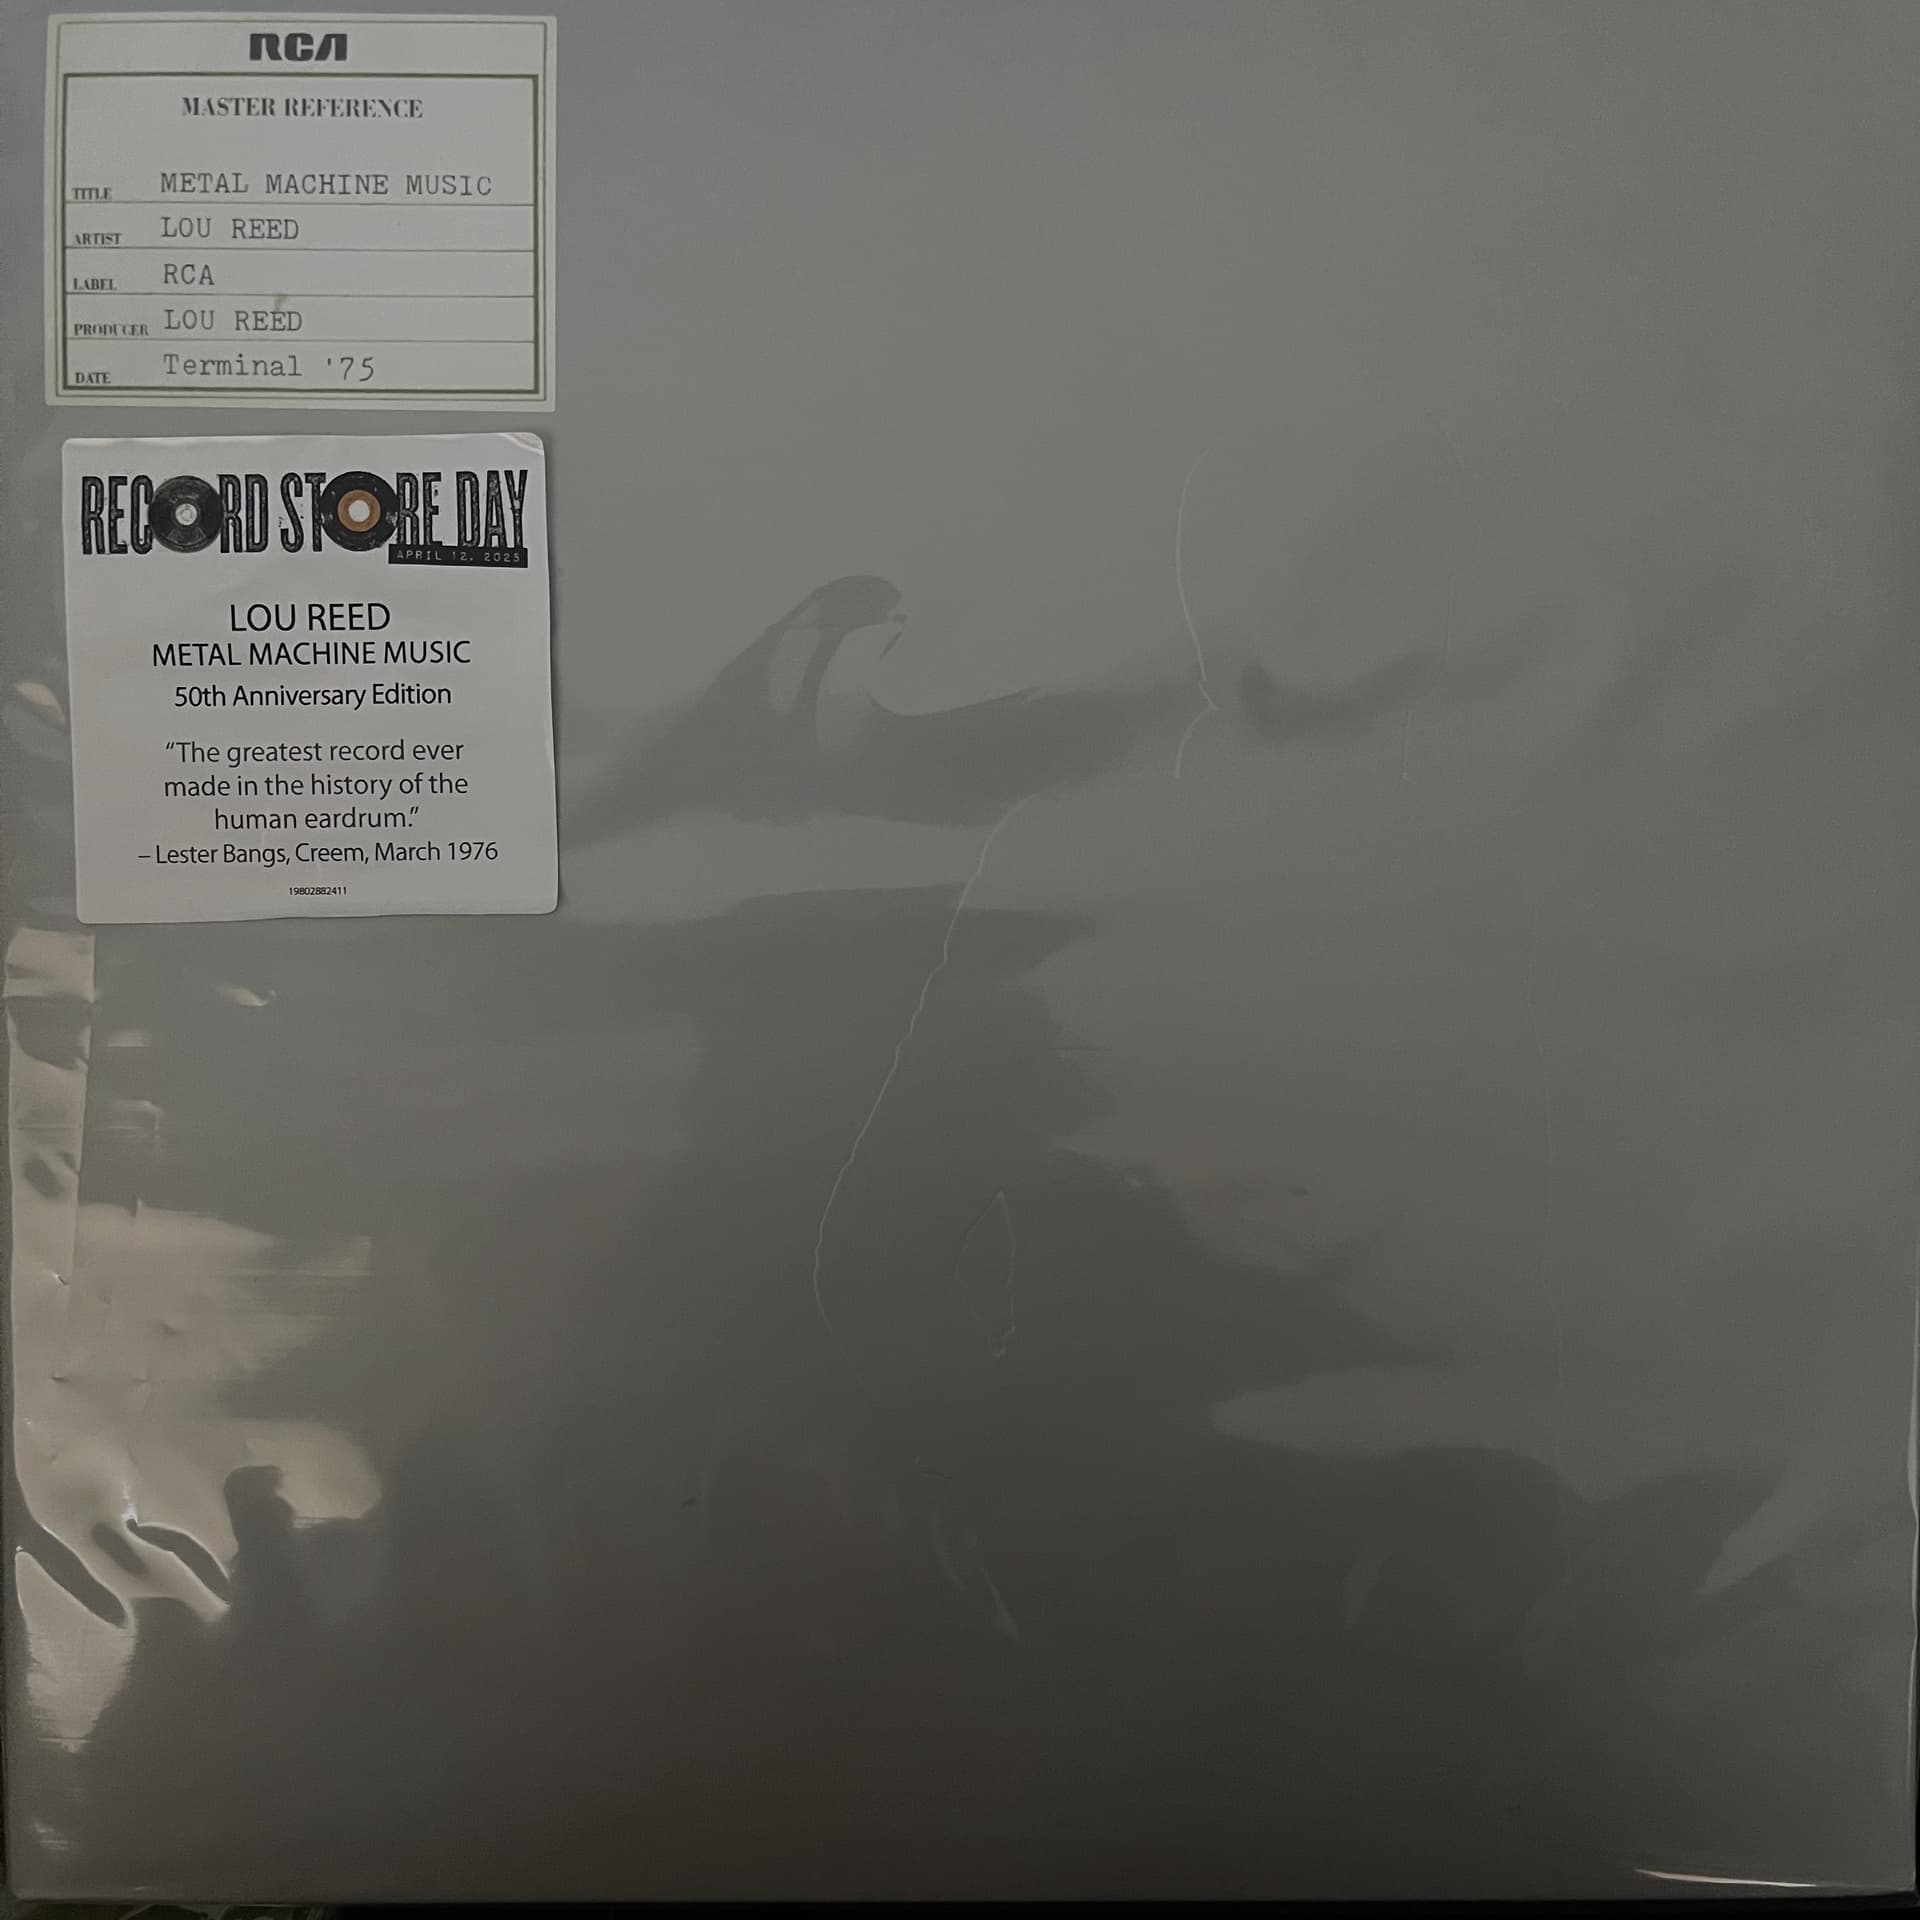 RCA
MASTER REFERENCE
TITLE METAL MACHINE MUSIC
ARTIST LOU REED
LABEL RCA
PRODUCER LOU REED
DATE Terminal '75
RECORD STORE DAY
APRIL 12, 2025
LOU REED
METAL MACHINE MUSIC
50th Anniversary Edition
“The greatest record ever
made in the history of the
human eardrum.”
– Lester Bangs, Creem, March 1976
19802882411